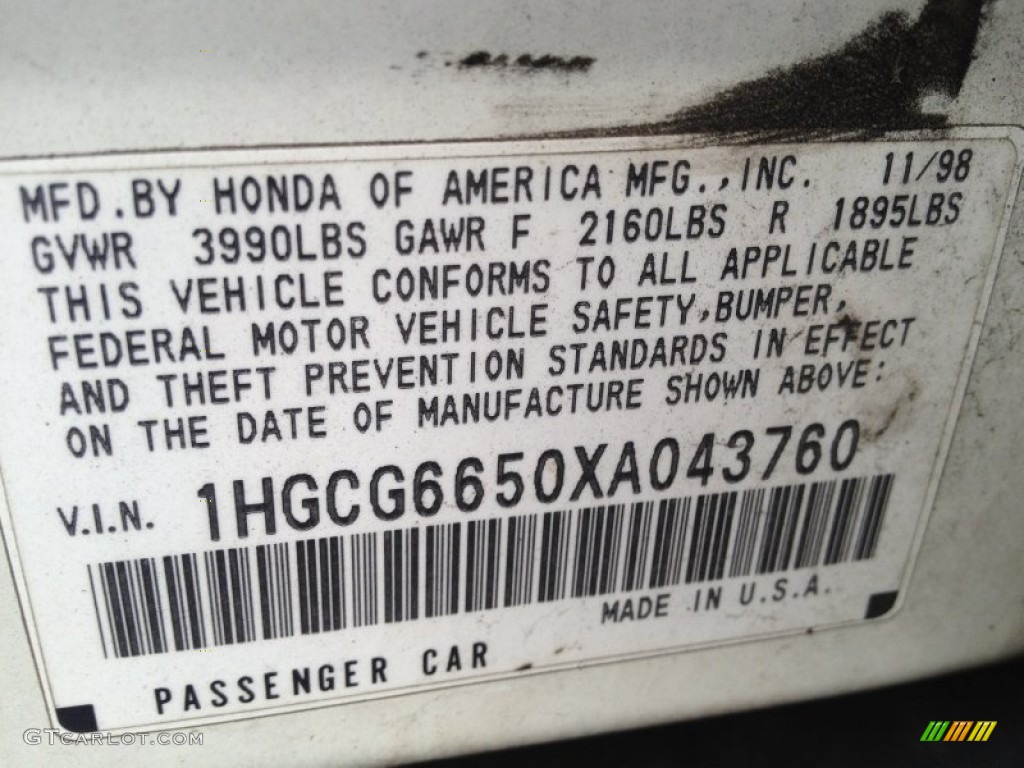 MFD.BY HONDA OF AMERICA MFG.,INC. 11/98
GVWR 3990LBS GAWR F 2160LBS R 1895LBS
THIS VEHICLE CONFORMS TO ALL APPLICABLE
FEDERAL MOTOR VEHICLE SAFETY,BUMPER,
AND THEFT PREVENTION STANDARDS IN EFFECT
ON THE DATE OF MANUFACTURE SHOWN ABOVE:
V.I.N. 1HGCG6650XA043760
MADE IN U.S.A.
PASSENGER CAR
GTCARLOT.COM